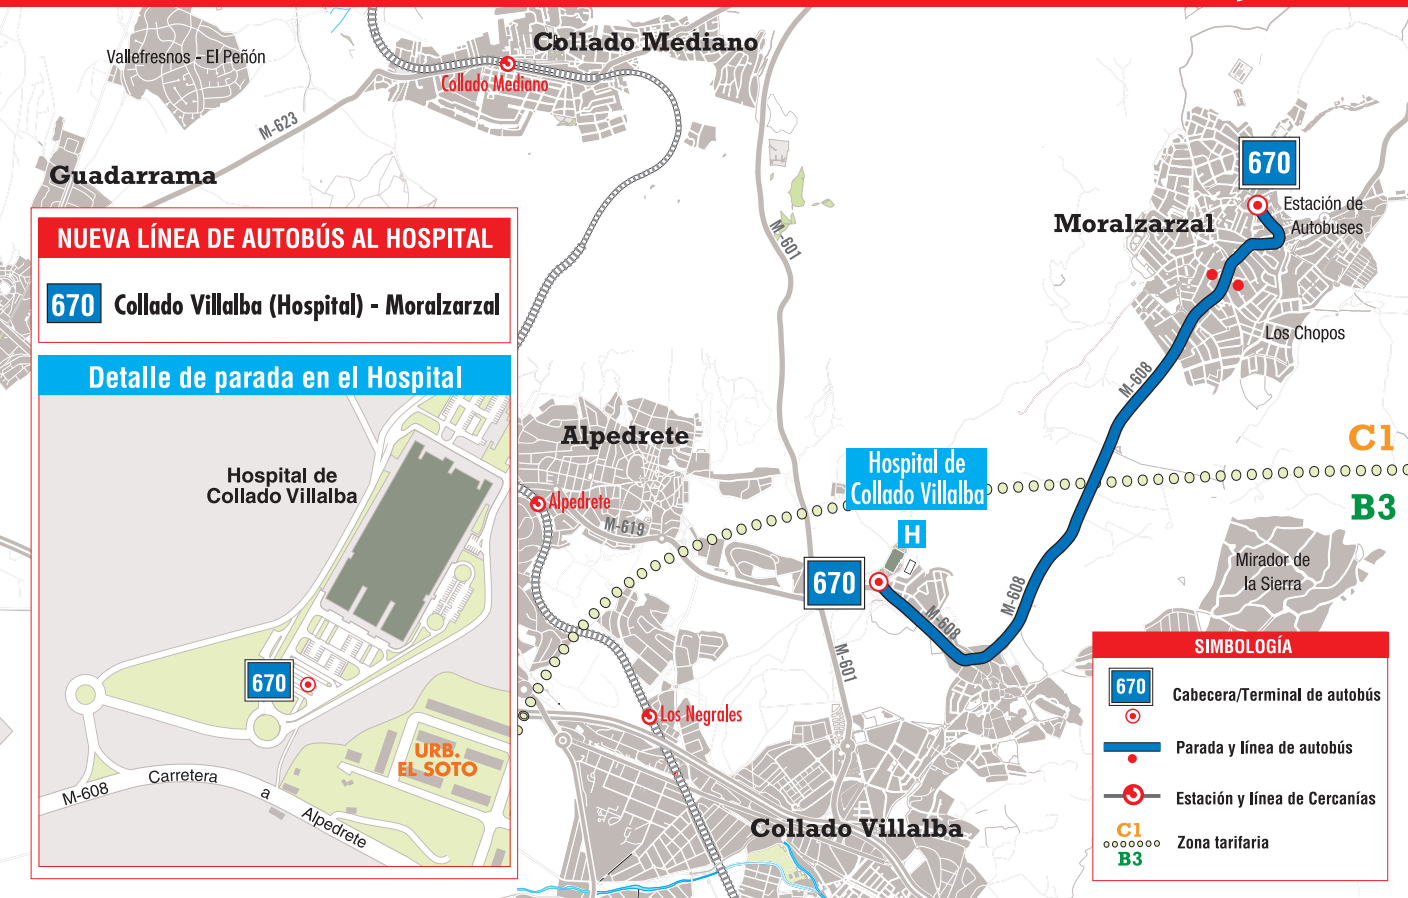 Collado Mediano
Vallefresnos - El Peñón
Collado Mediano
M-623
Guadarrama
670
Estación de
Autobuses
Moralzarzal
M-601
NUEVA LÍNEA DE AUTOBÚS AL HOSPITAL
670 Collado Villalba (Hospital) - Moralzarzal
Los Chopos
M-608
Detalle de parada en el Hospital
Hospital de
Collado Villalba
670
URB.
EL SOTO
M-608
Carretera
a
Alpedrete
Alpedrete
Alpedrete
M-619
Hospital de
Collado Villalba
H
C1
B3
670
M-608
M-608
Mirador de
la Sierra
M-601
Los Negrales
Collado Villalba
SIMBOLOGÍA
670
Cabecera/Terminal de autobús
Parada y línea de autobús
Estación y línea de Cercanías
C1
Zona tarifaria
B3